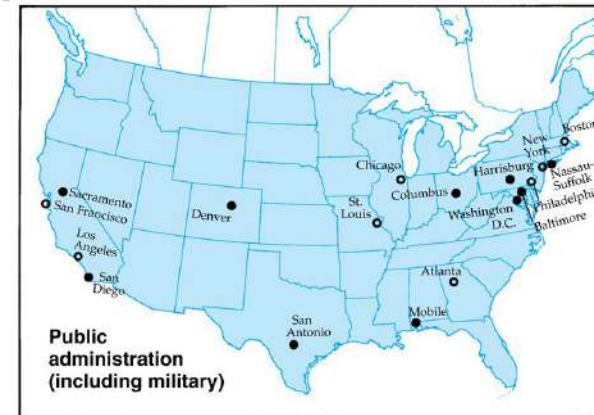 Boston
New
York
Chicago
Harrisburg
Nassau-
Suffolk
Columbus
Sacramento
San Francisco
Denver
St.
Louis
Philadelphia
Washington
D.C.
Baltimore
Los
Angeles
Atlanta
San
Diego
Mobile
San
Antonio
Public
administration
(including military)